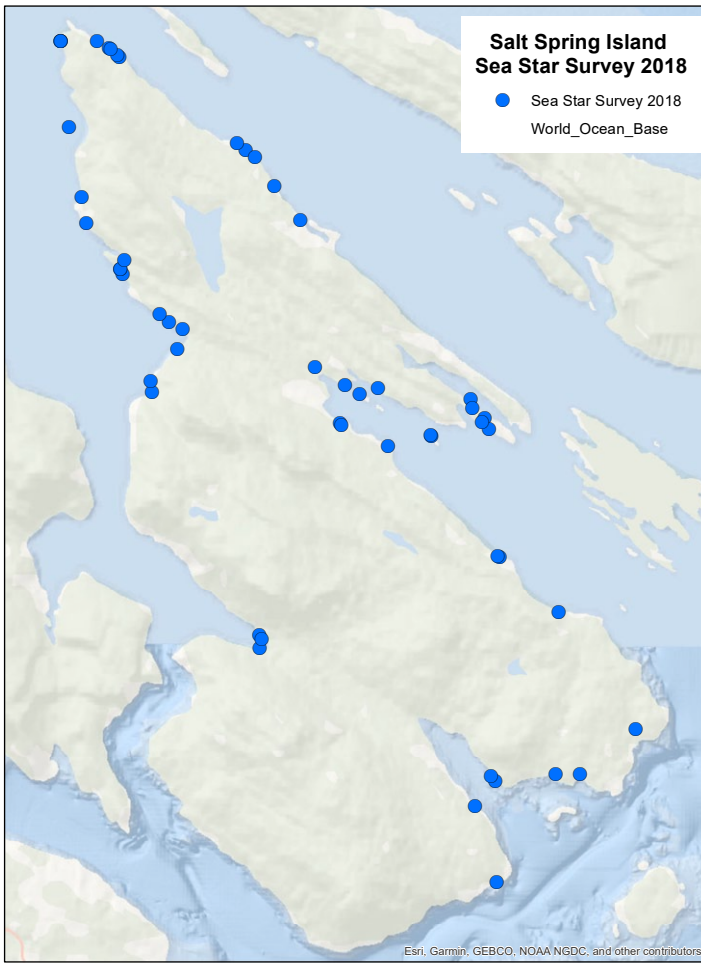 Salt Spring Island
Sea Star Survey 2018
Sea Star Survey 2018
World_Ocean_Base
Esri, Garmin, GEBCO, NOAA NGDC, and other contributors